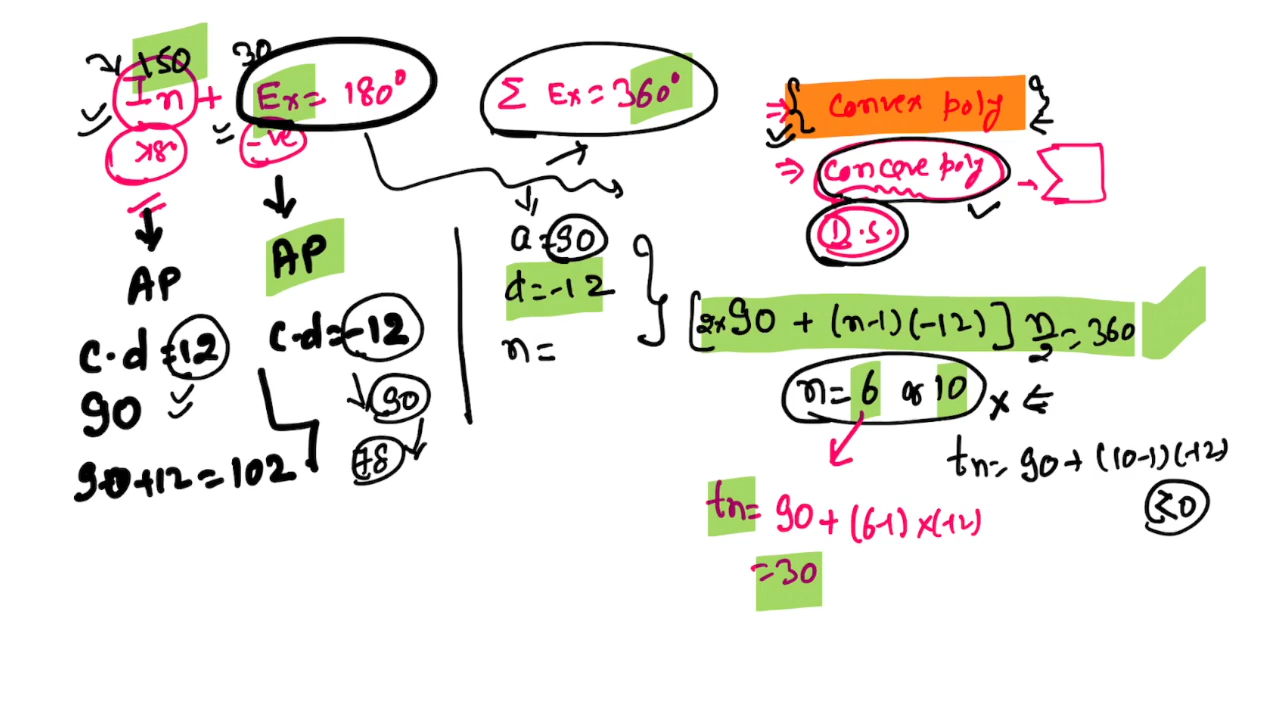 150
30
In + Ex = 180°
Σ Ex = 360°
convex poly
<180
-ve
concave poly
D.S.
AP
AP
a = 90
d = -12
n =
c.d = 12
c.d = -12
90
90
78
90+12 = 102
[2×90 + (n-1)(-12)] n/2 = 360
n = 6 or 10 ×
tn = 90 + (10-1)(-12)
<0
tn = 90 + (6-1)×(-12)
= 30